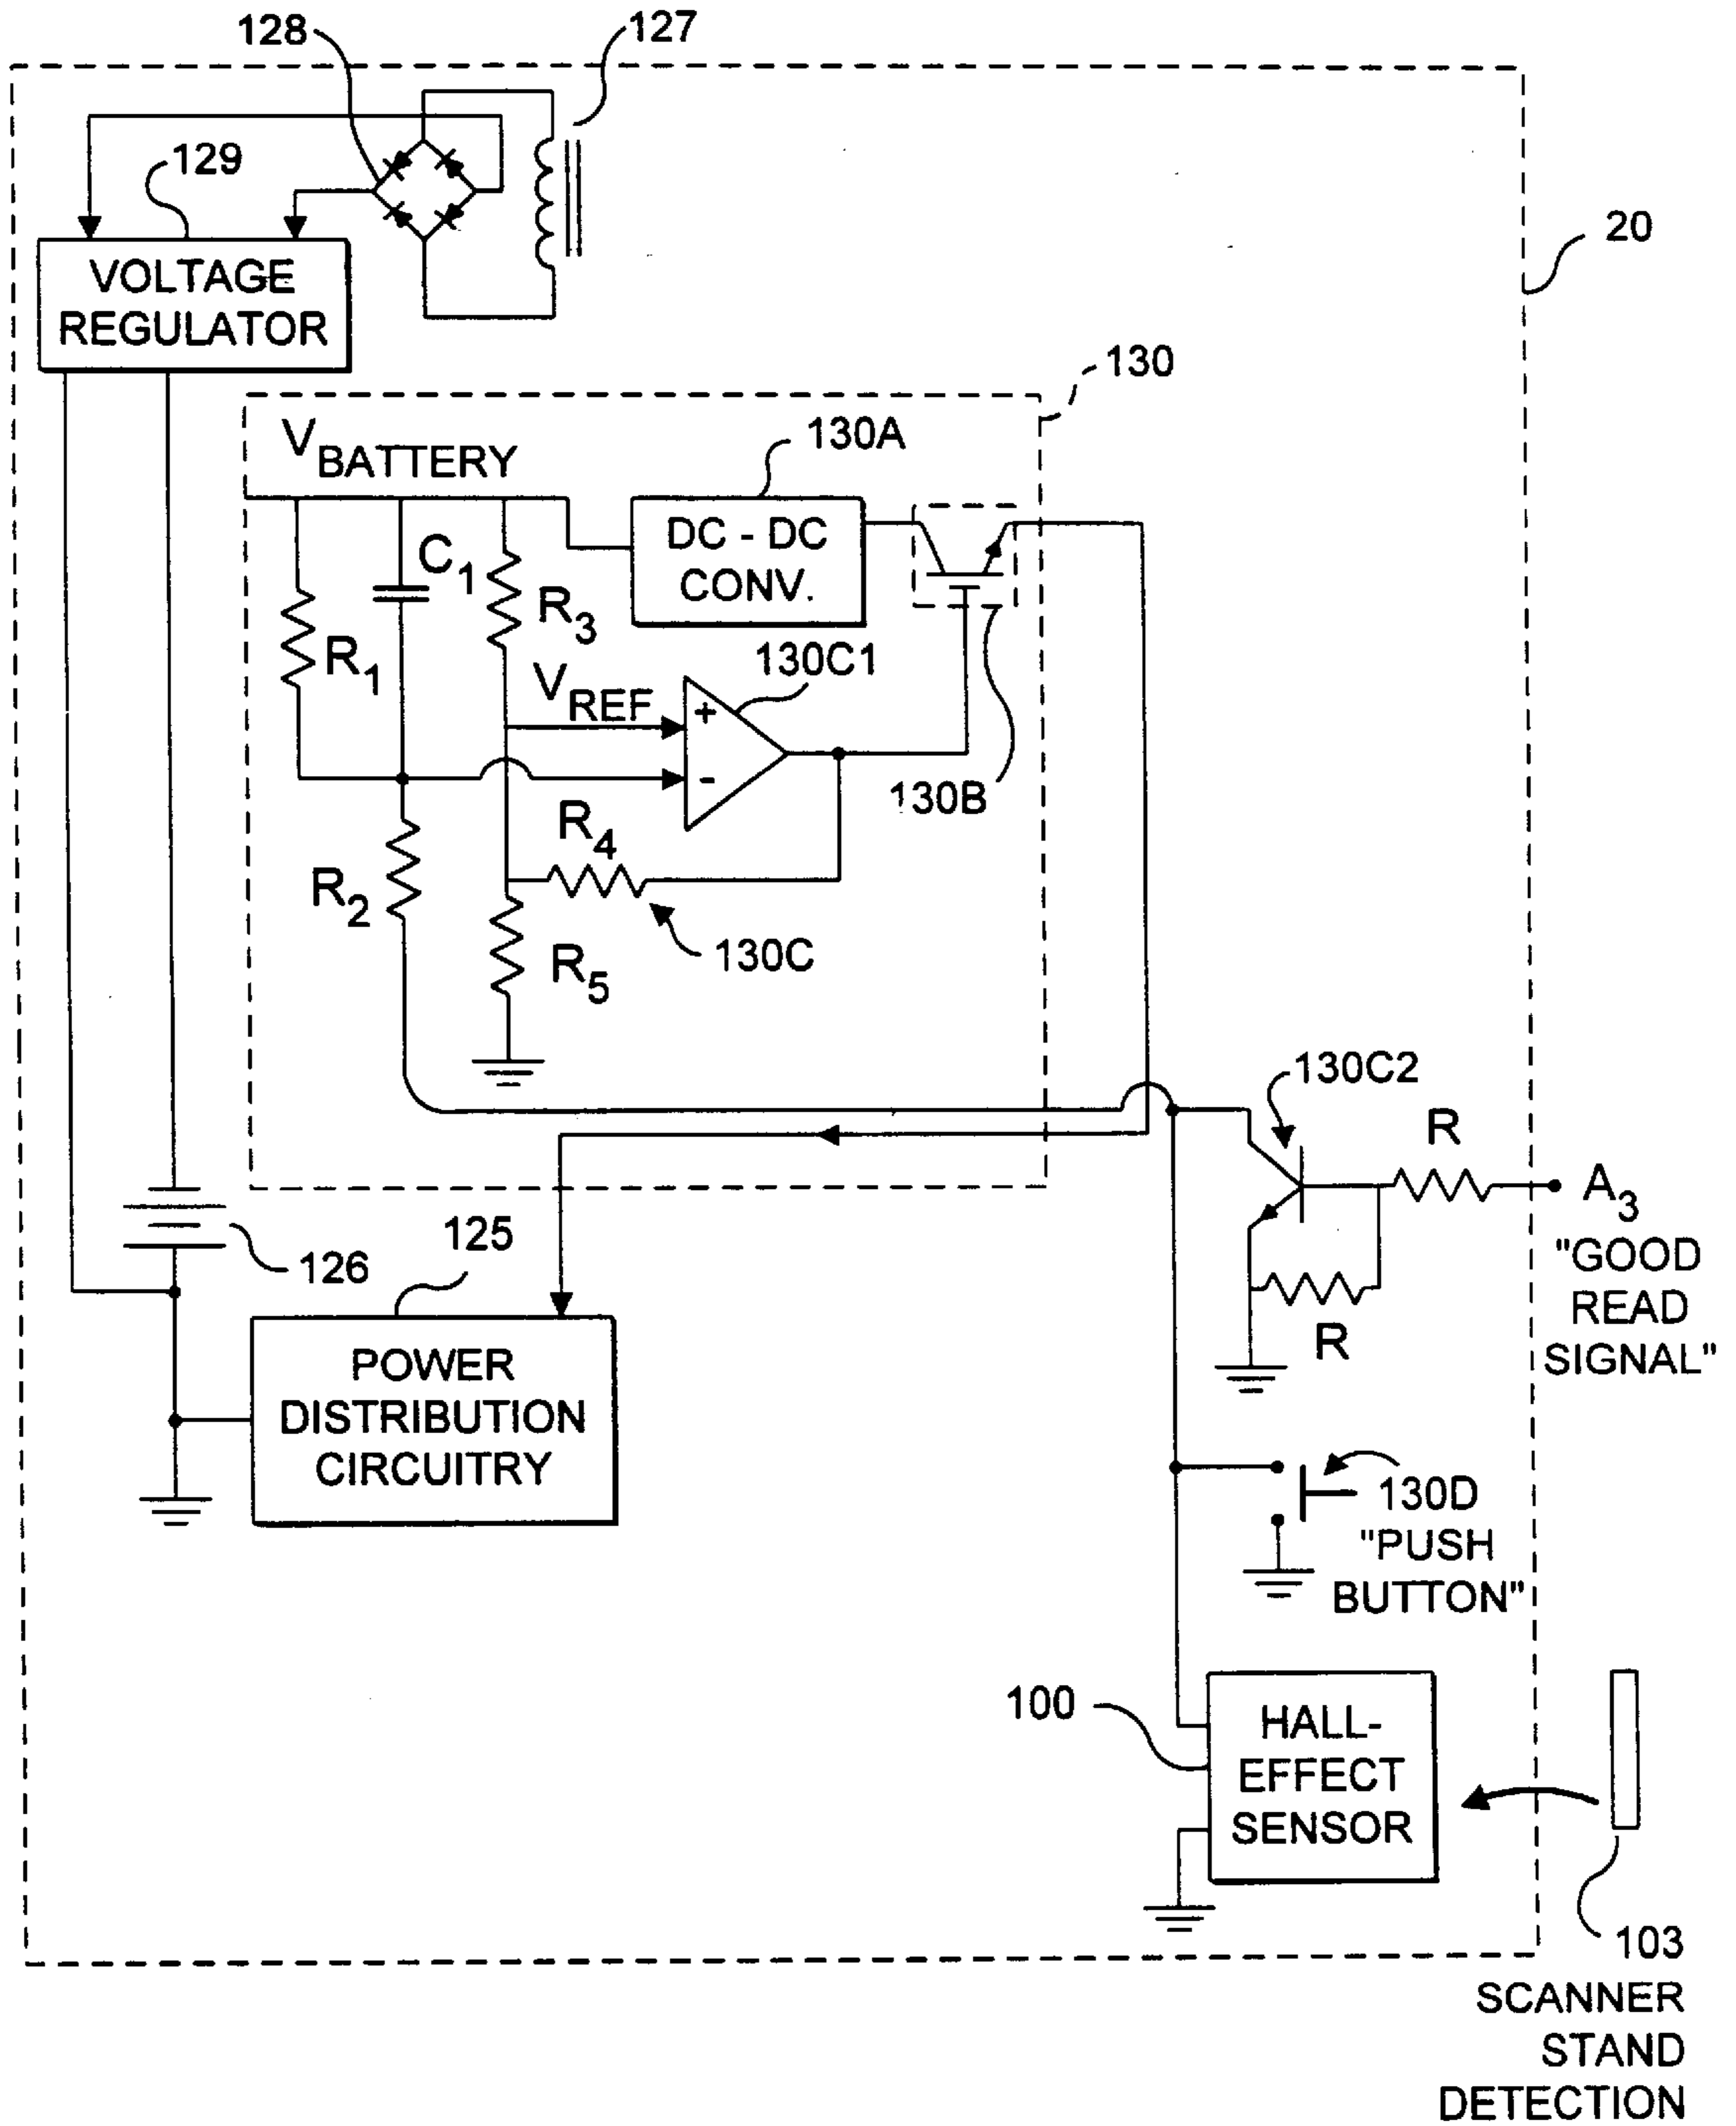 128
127
129
20
VOLTAGE
REGULATOR
130
V BATTERY
130A
DC - DC
CONV.
C1
R3
R1
130C1
VREF
+
-
130B
R4
R2
130C
R5
130C2
R
A3
"GOOD
READ
SIGNAL"
R
125
126
POWER
DISTRIBUTION
CIRCUITRY
130D
"PUSH
BUTTON"
100
HALL-
EFFECT
SENSOR
103
SCANNER
STAND
DETECTION